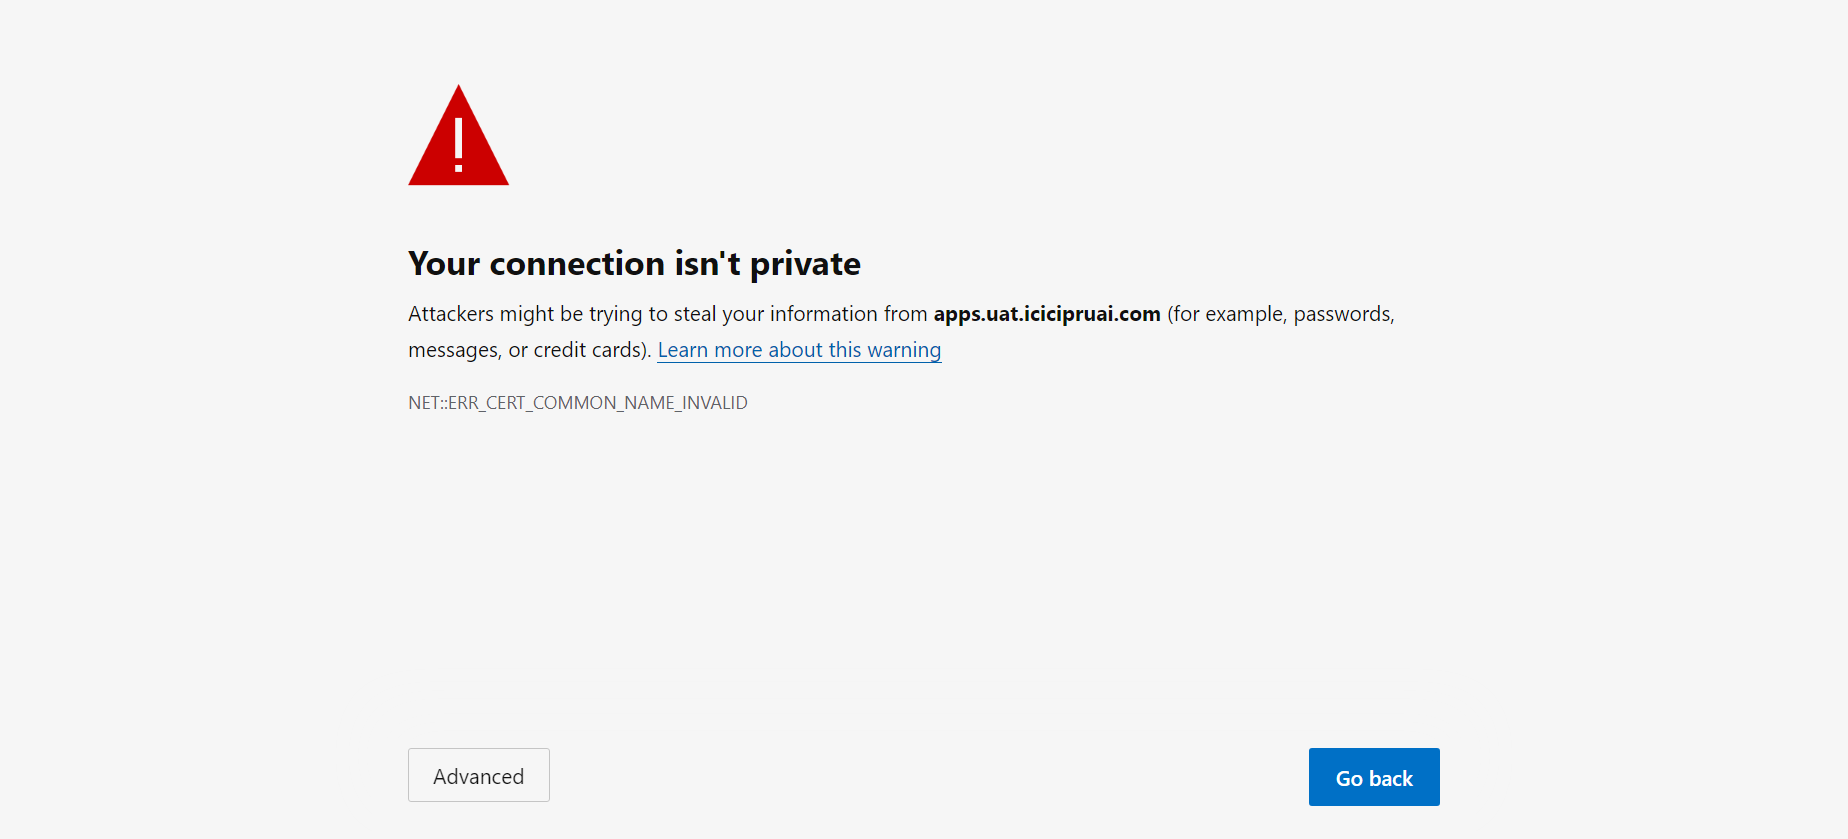 Your connection isn't private
Attackers might be trying to steal your information from apps.uat.icicipruai.com (for example, passwords,
messages, or credit cards). Learn more about this warning
NET::ERR_CERT_COMMON_NAME_INVALID
Advanced
Go back